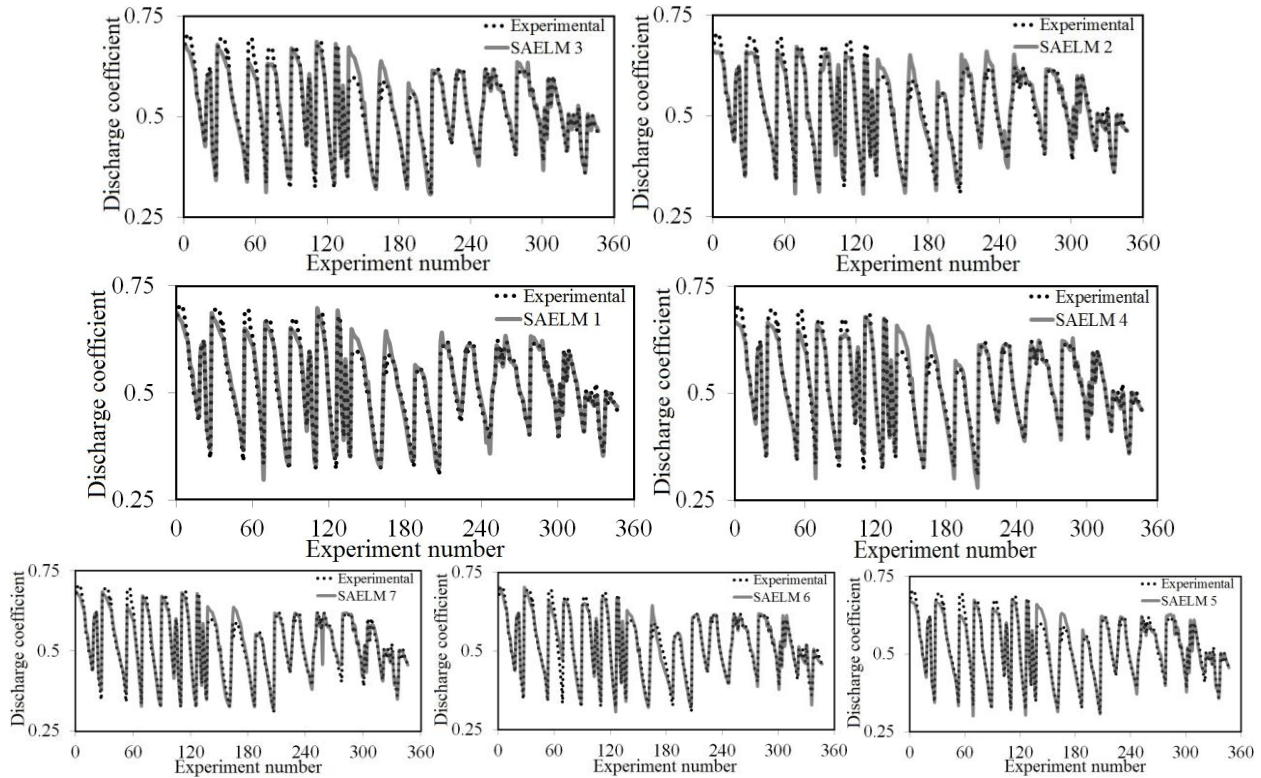 0.75
Experimental
SAELM 3
0.5
0.25
Discharge coefficient
0 60 120 180 240 300 360
Experiment number
0.75
Experimental
SAELM 2
0.5
0.25
Discharge coefficient
0 60 120 180 240 300 360
Experiment number
0.75
Experimental
SAELM 1
0.5
0.25
Discharge coefficient
0 60 120 180 240 300 360
Experiment number
0.75
Experimental
SAELM 4
0.5
0.25
Discharge coefficient
0 60 120 180 240 300 360
Experiment number
0.75
Experimental
SAELM 7
0.5
0.25
Discharge coefficient
0 60 120 180 240 300 360
Experiment number
0.75
Experimental
SAELM 6
0.5
0.25
Discharge coefficient
0 60 120 180 240 300 360
Experiment number
0.75
Experimental
SAELM 5
0.5
0.25
Discharge coefficient
0 60 120 180 240 300 360
Experiment number